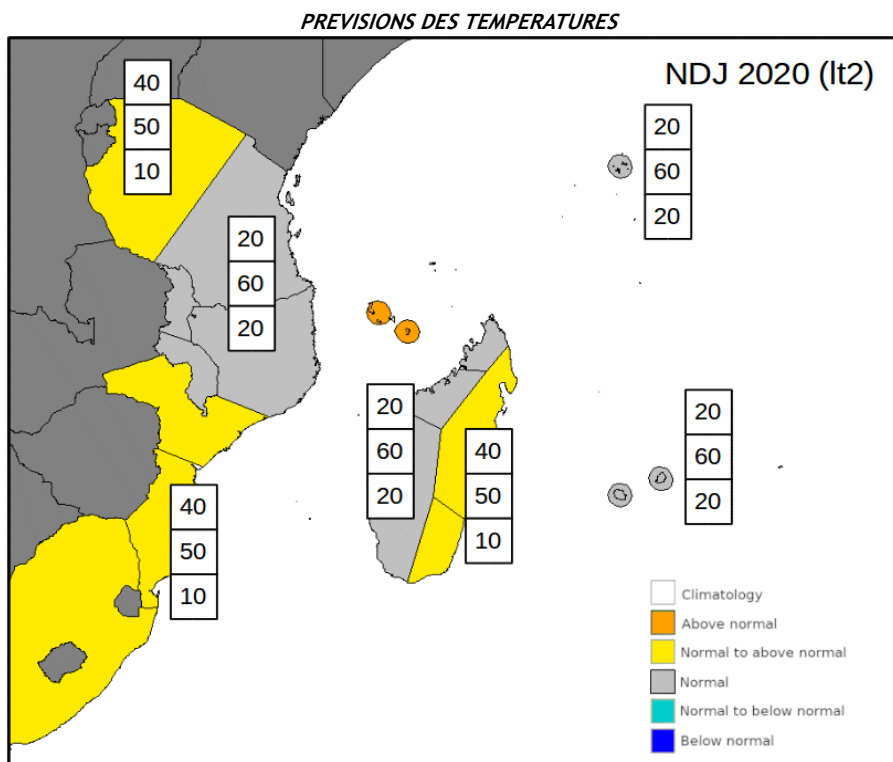 PREVISIONS DES TEMPERATURES
NDJ 2020 (lt2)
40
50
10
20
60
20
20
60
20
20
60
20
40
50
10
20
60
20
40
50
10
Climatology
Above normal
Normal to above normal
Normal
Normal to below normal
Below normal